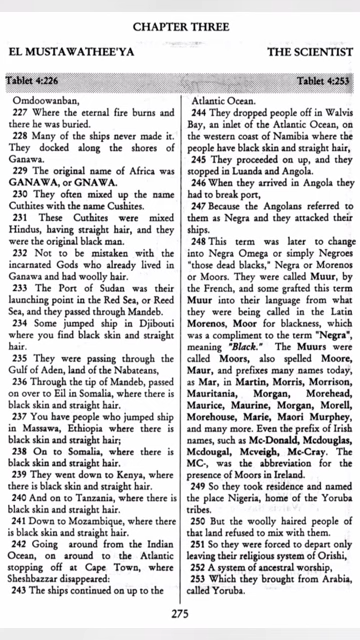 CHAPTER THREE
EL MUSTAWATHEE'YA
THE SCIENTIST
Tablet 4:226
Tablet 4:253
Omdoowanban,
227 Where the eternal fire burns and
there he was buried.
228 Many of the ships never made it.
They docked along the shores of
Ganawa.
229 The original name of Africa was
GANAWA, or GNAWA.
230 They often mixed up the name
Cuthites with the name Cushites.
231 These Cuthites were mixed
Hindus, having straight hair, and they
were the original black man.
232 Not to be mistaken with the
incarnated Gods who already lived in
Ganawa and had woolly hair.
233 The Port of Sudan was their
launching point in the Red Sea, or Reed
Sea, and they passed through Mandeb.
234 Some jumped ship in Djibouti
where you find black skin and straight
hair.
235 They were passing through the
Gulf of Aden, land of the Nabateans,
236 Through the tip of Mandeb, passed
on over to Eil in Somalia, where there is
black skin and straight hair.
237 You have people who jumped ship
in Massawa, Ethiopia where there is
black skin and straight hair;
238 On to Somalia, where there is
black skin and straight hair.
239 They went down to Kenya, where
there is black skin and straight hair.
240 And on to Tanzania, where there is
black skin and straight hair.
241 Down to Mozambique, where there
is black skin and straight hair.
242 Going around from the Indian
Ocean, on around to the Atlantic
stopping off at Cape Town, where
Sheshbazzar disappeared:
243 The ships continued on up to the
Atlantic Ocean.
244 They dropped people off in Walvis
Bay, an inlet of the Atlantic Ocean, on
the western coast of Namibia where the
people have black skin and straight hair,
245 They proceeded on up, and they
stopped in Luanda and Angola.
246 When they arrived in Angola they
had to break port,
247 Because the Angolans referred to
them as Negra and they attacked their
ships.
248 This term was later to change
into Negra Omega or simply Negroes
"those dead blacks," Negra or Morenos
or Moors. They were called Muur, by
the French, and some grafted this term
Muur into their language from what
they were being called in the Latin
Morenos, Moor for blackness, which
was a compliment to the term "Negra",
meaning "Black." The Muurs were
called Moors, also spelled Moore,
Maur, and prefixes many names today,
as Mar, in Martin, Morris, Morrison,
Mauritania, Morgan, Morehead,
Maurice, Maurine, Morgan, Morell,
Morehouse, Marie, Maori Murphey,
and many more. Even the prefix of Irish
names, such as Mc-Donald, Mcdouglas,
Mcdougal, Mcveigh, Mc-Cray. The
MC-, was the abbreviation for the
presence of Moors in Ireland.
249 So they took residence and named
the place Nigeria, home of the Yoruba
tribes.
250 But the woolly haired people of
that land refused to mix with them.
251 So they were forced to depart only
leaving their religious system of Orishi,
252 A system of ancestral worship,
253 Which they brought from Arabia,
called Yoruba.
275